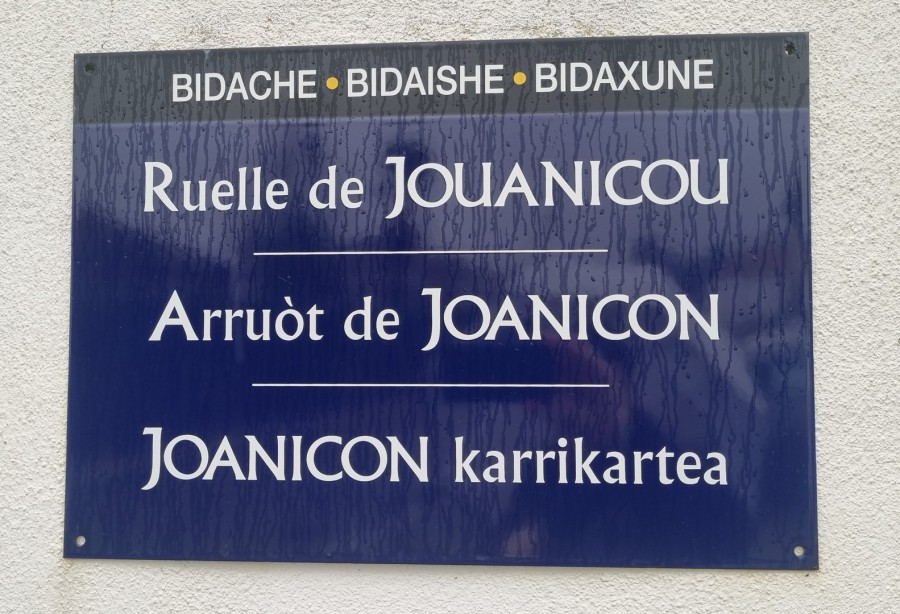 BIDACHE • BIDAISHE • BIDAXUNE
Ruelle de JOUANICOU
Arruòt de JOANICON
JOANICON karrikartea